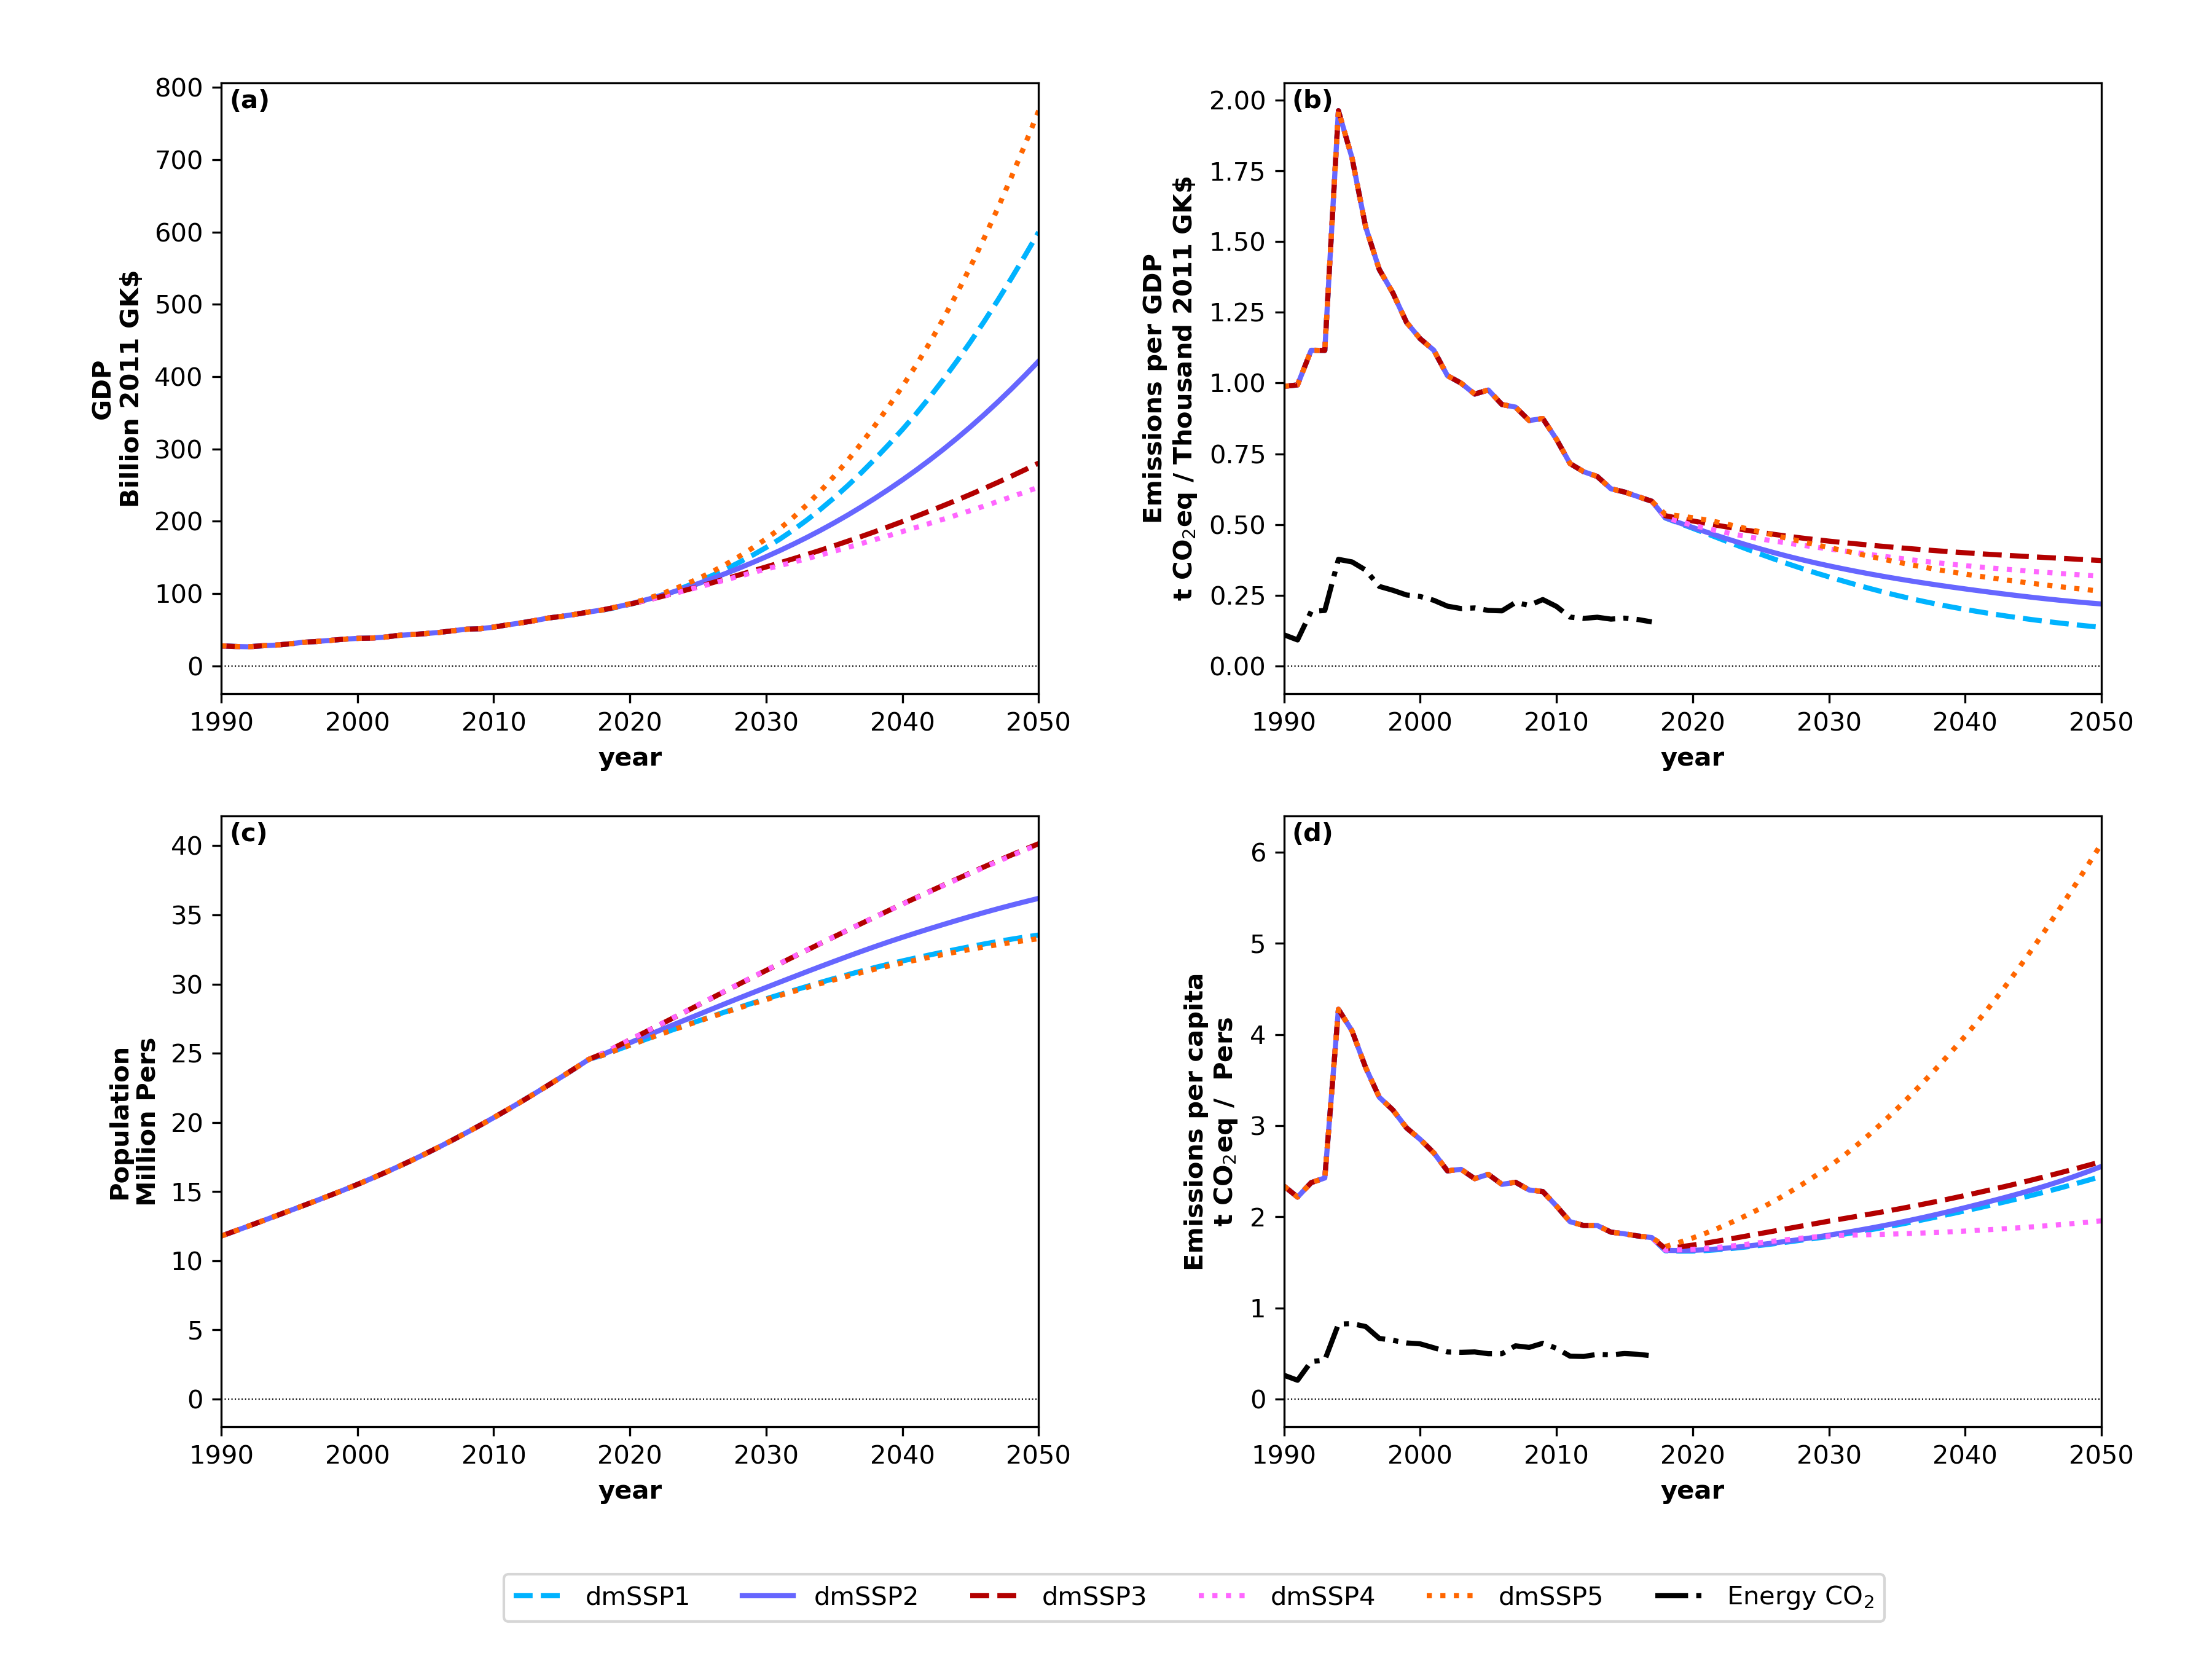 (a)
800
700
600
500
400
300
200
100
0
GDP
Billion 2011 GK$
1990 2000 2010 2020 2030 2040 2050
year
(b)
2.00
1.75
1.50
1.25
1.00
0.75
0.50
0.25
0.00
Emissions per GDP
t CO₂eq / Thousand 2011 GK$
1990 2000 2010 2020 2030 2040 2050
year
(c)
40
35
30
25
20
15
10
5
0
Population
Million Pers
1990 2000 2010 2020 2030 2040 2050
year
(d)
6
5
4
3
2
1
0
Emissions per capita
t CO₂eq / Pers
1990 2000 2010 2020 2030 2040 2050
year
dmSSP1 dmSSP2 dmSSP3 dmSSP4 dmSSP5 Energy CO₂